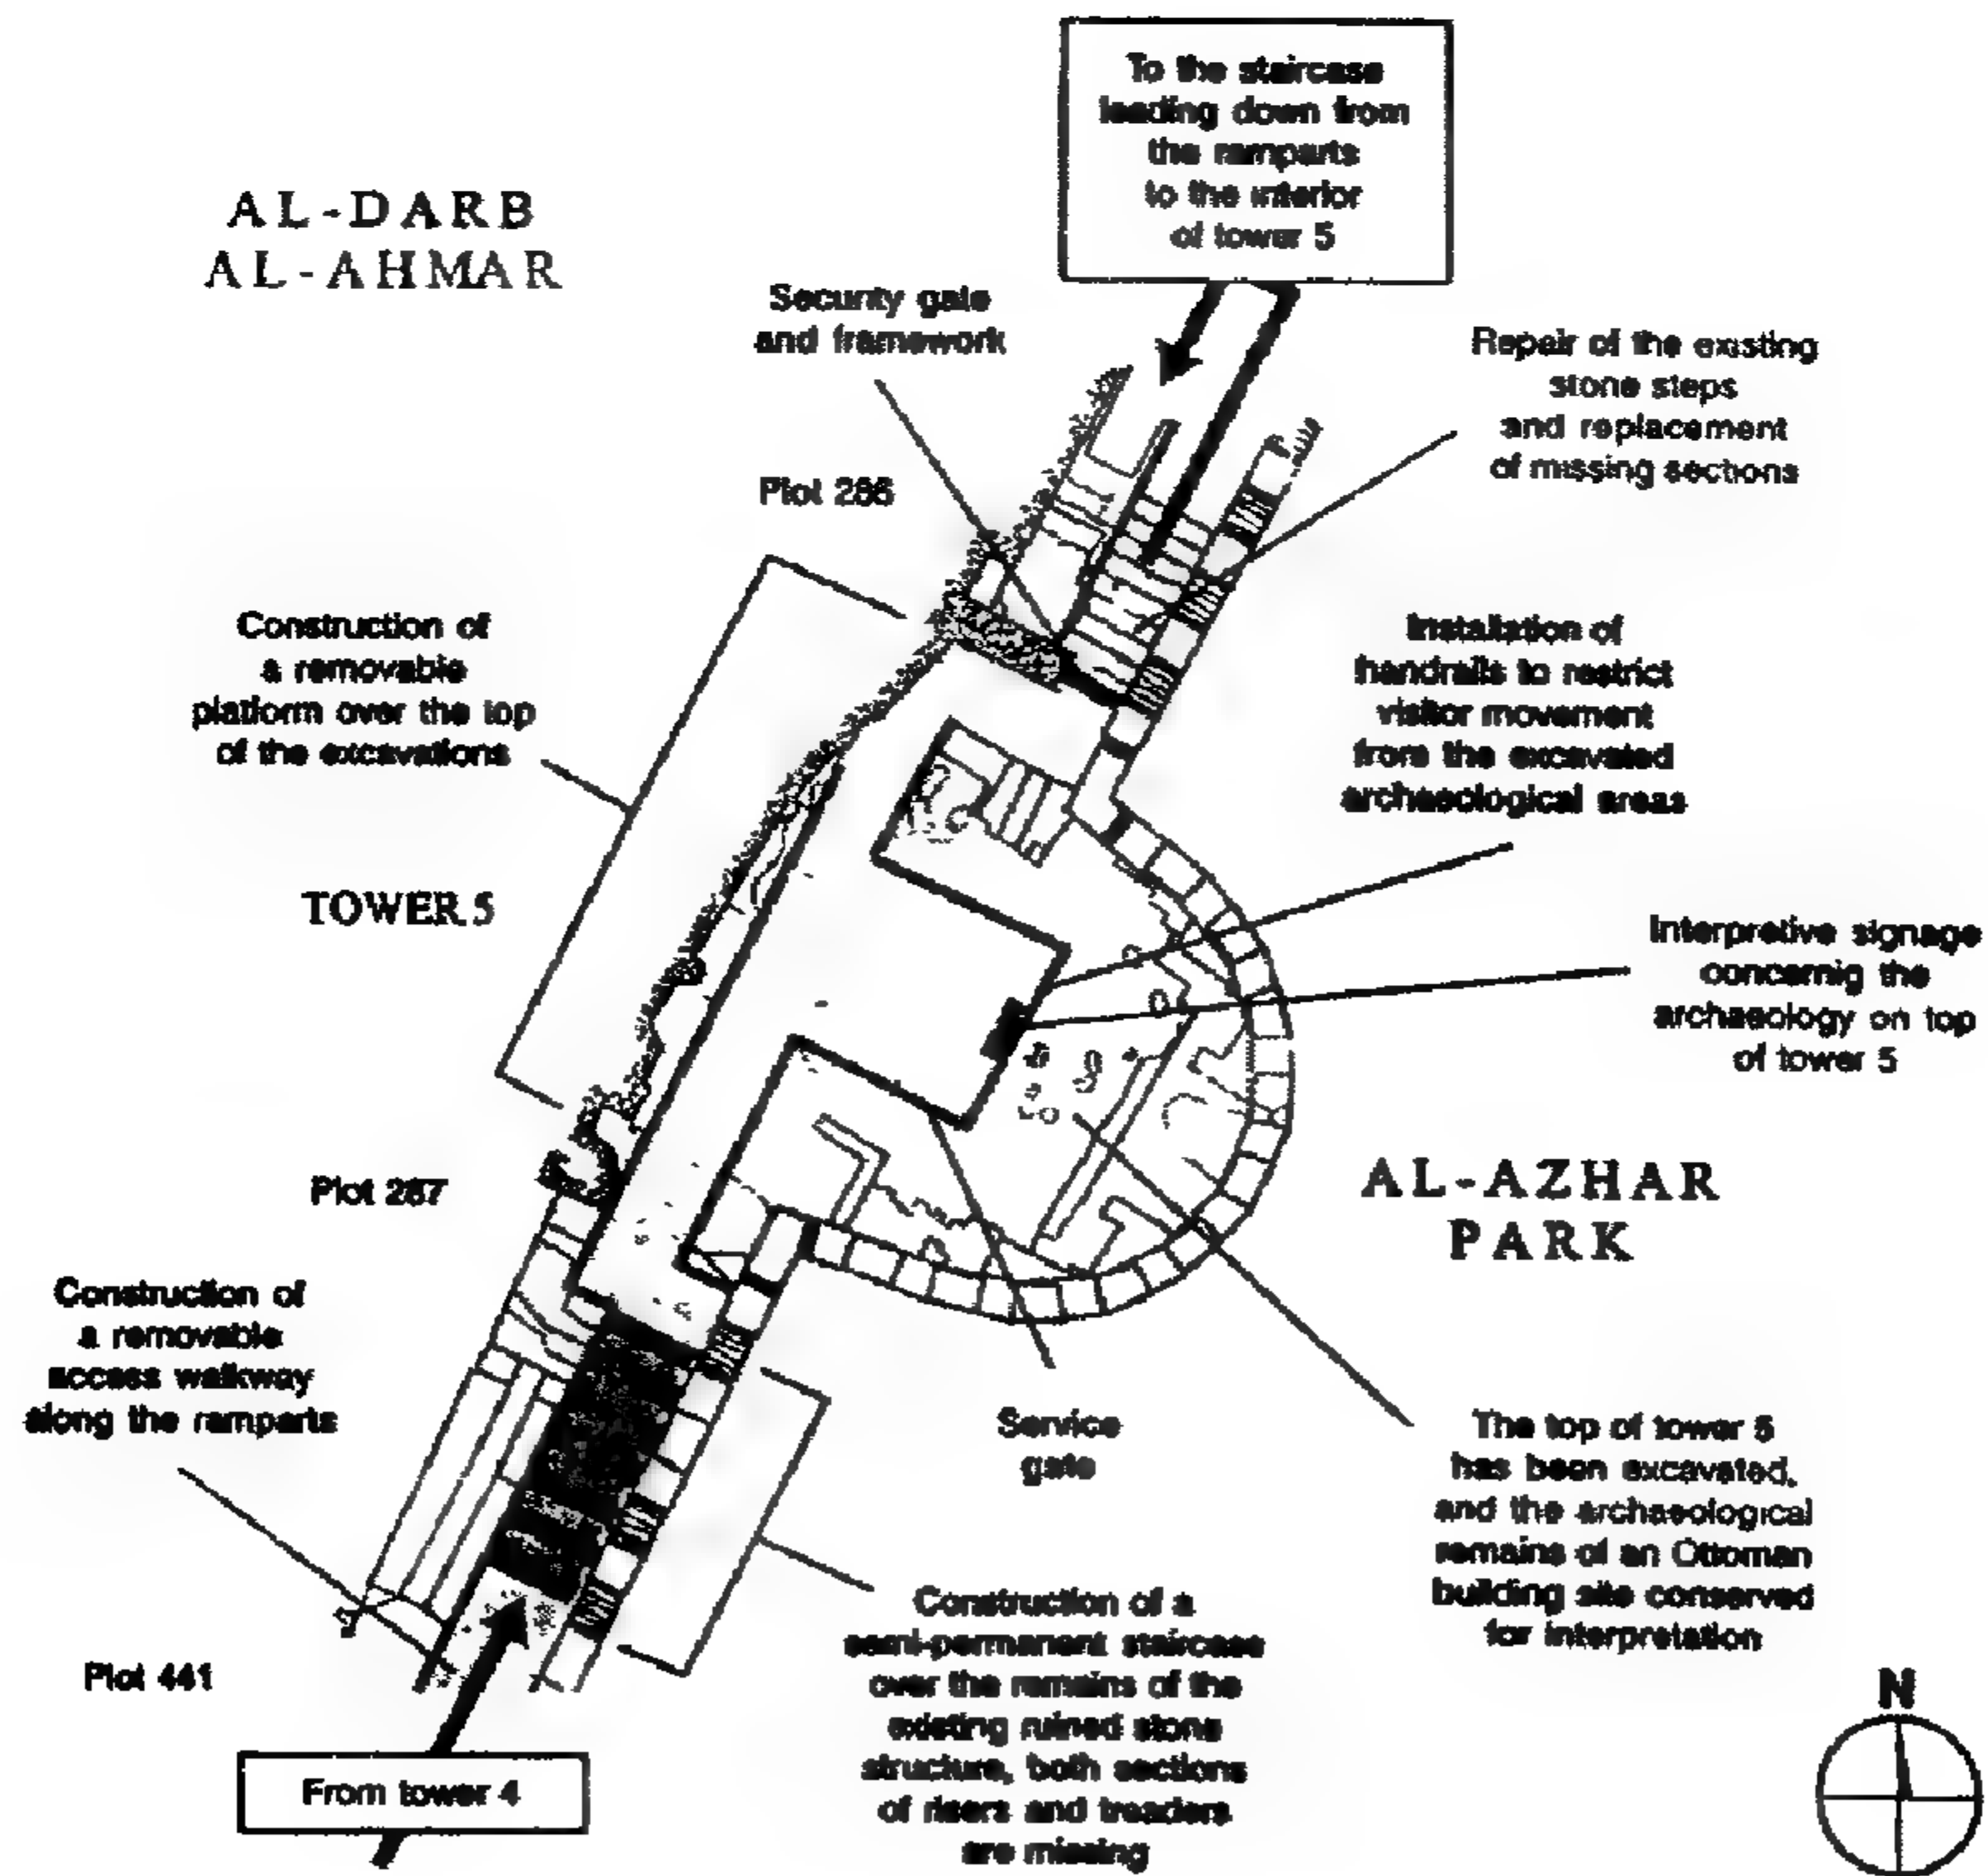 To the staircase
leading down from
the ramparts
to the interior
of tower 5
AL-DARB
AL-AHMAR
Security gate
and framework
Repair of the existing
stone steps
and replacement
of missing sections
Plot
Construction of
a removable
platform over the top
of the excavations
Installation of
handrails to restrict
visitor movement
from the excavated
archaeological areas
TOWER 5
Interpretive signage
concernig the
archaeology on top
of tower 5
Plot 287
AL-AZHAR
PARK
Construction of
a removable
access walkway
along the ramparts
Service
gate
The top of tower 5
has been excavated,
and the archaeological
remains of an Ottoman
building site conserved
for interpretation
Construction of a
semi-permanent staircase
over the remains of the
existing ruined stone
structure, both sections
of risers and treaders
are missing
Plot 441
From tower 4
N